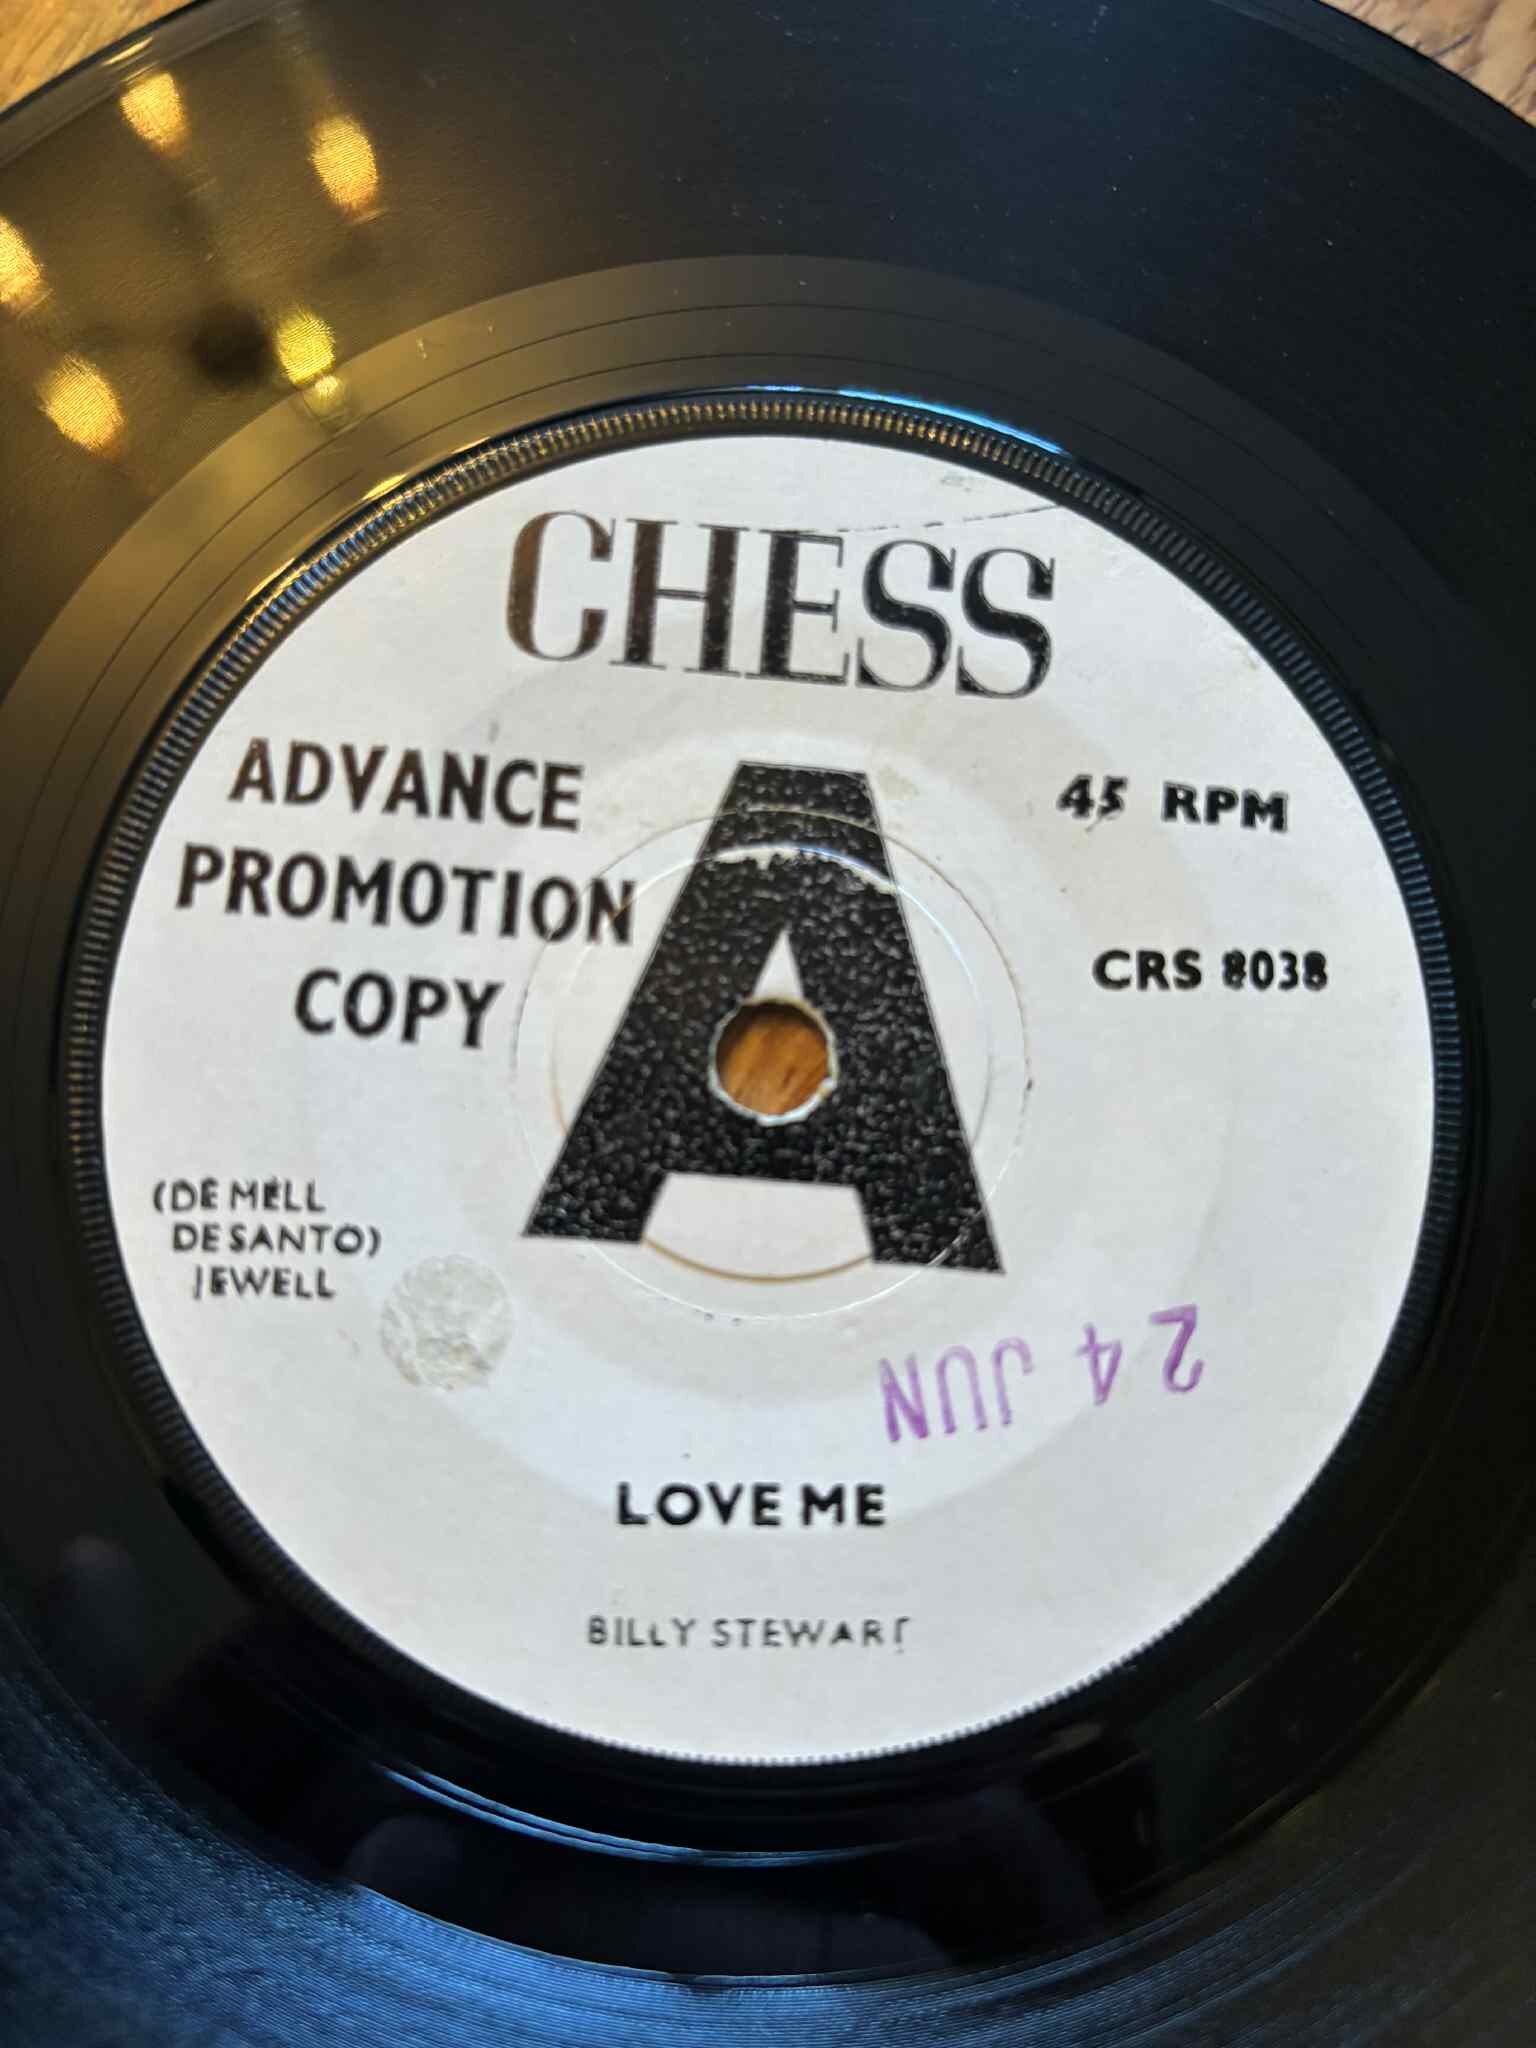 CHESS
ADVANCE
PROMOTION
COPY
A
45 RPM
CRS 8038
(DE MELL
DE SANTO)
JEWELL
24 JUN
LOVE ME
BILLY STEWART